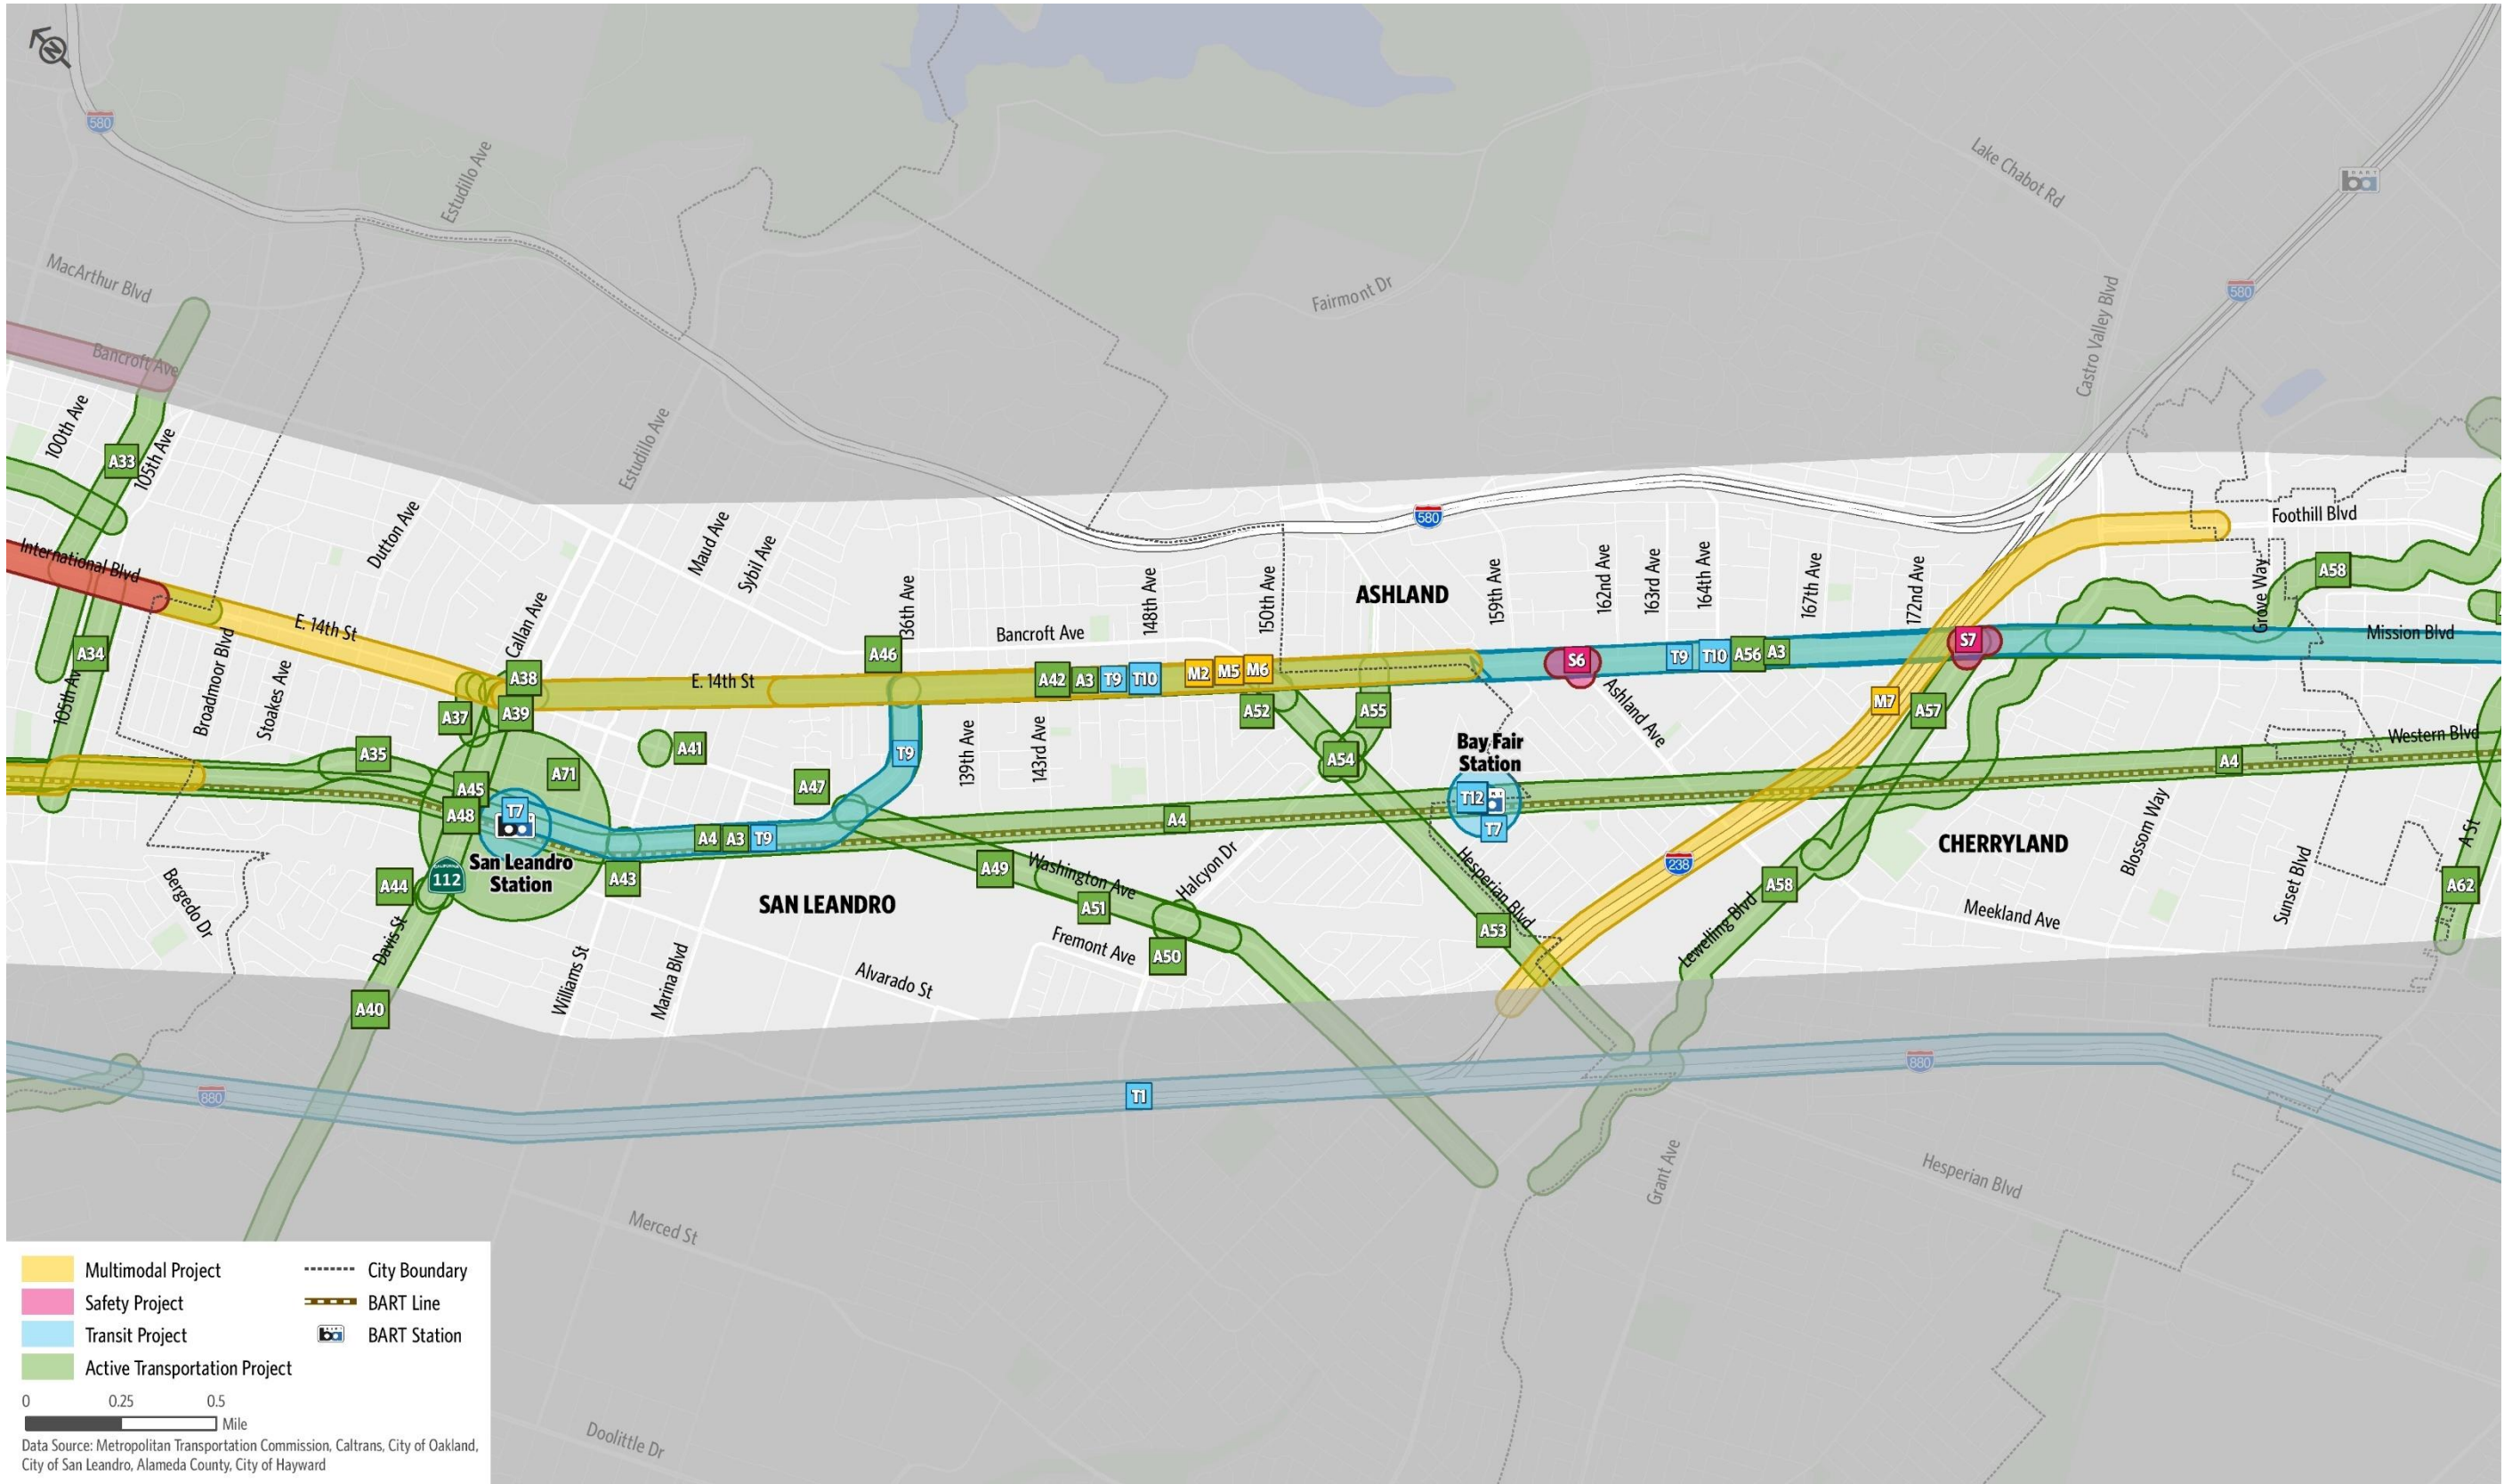 N
580
Estudillo Ave
Lake Chabot Rd
BART
ba
MacArthur Blvd
Fairmont Dr
580
Castro Valley Blvd
Bancroft Ave
100th Ave
A33
105th Ave
Estudillo Ave
Dutton Ave
Maud Ave
Sybil Ave
580
Foothill Blvd
International Blvd
136th Ave
148th Ave
150th Ave
ASHLAND
159th Ave
162nd Ave
163rd Ave
164th Ave
167th Ave
172nd Ave
Grove Way
A58
E. 14th St
Callan Ave
Bancroft Ave
Mission Blvd
A34
105th Av
Broadmoor Blvd
Stoakes Ave
A38
A46
E. 14th St
A42
A3
T9
T10
M2
M5
M6
S6
T9
T10
A56
A3
S7
A37
A39
A52
A55
Ashland Ave
M7
A57
Western Blvd
A35
A41
T9
139th Ave
143rd Ave
A54
Bay Fair
Station
A4
A71
A45
A47
T12
T7
A48
T7
ba
A4
A3
T9
A4
San Leandro
Station
112
A44
A43
A49
Washington Ave
Halcyon Dr
A51
SAN LEANDRO
Hesperian Blvd
238
CHERRYLAND
Blossom Way
A St
A58
A62
Bergedo Dr
Davis St
Fremont Ave
A50
A53
Lewelling Blvd
Meekland Ave
Sunset Blvd
A40
Williams St
Marina Blvd
Alvarado St
880
T1
880
Grant Ave
Hesperian Blvd
Merced St
Doolittle Dr
Multimodal Project
Safety Project
Transit Project
Active Transportation Project
City Boundary
BART Line
ba
BART Station
0 0.25 0.5
Mile
Data Source: Metropolitan Transportation Commission, Caltrans, City of Oakland,
City of San Leandro, Alameda County, City of Hayward